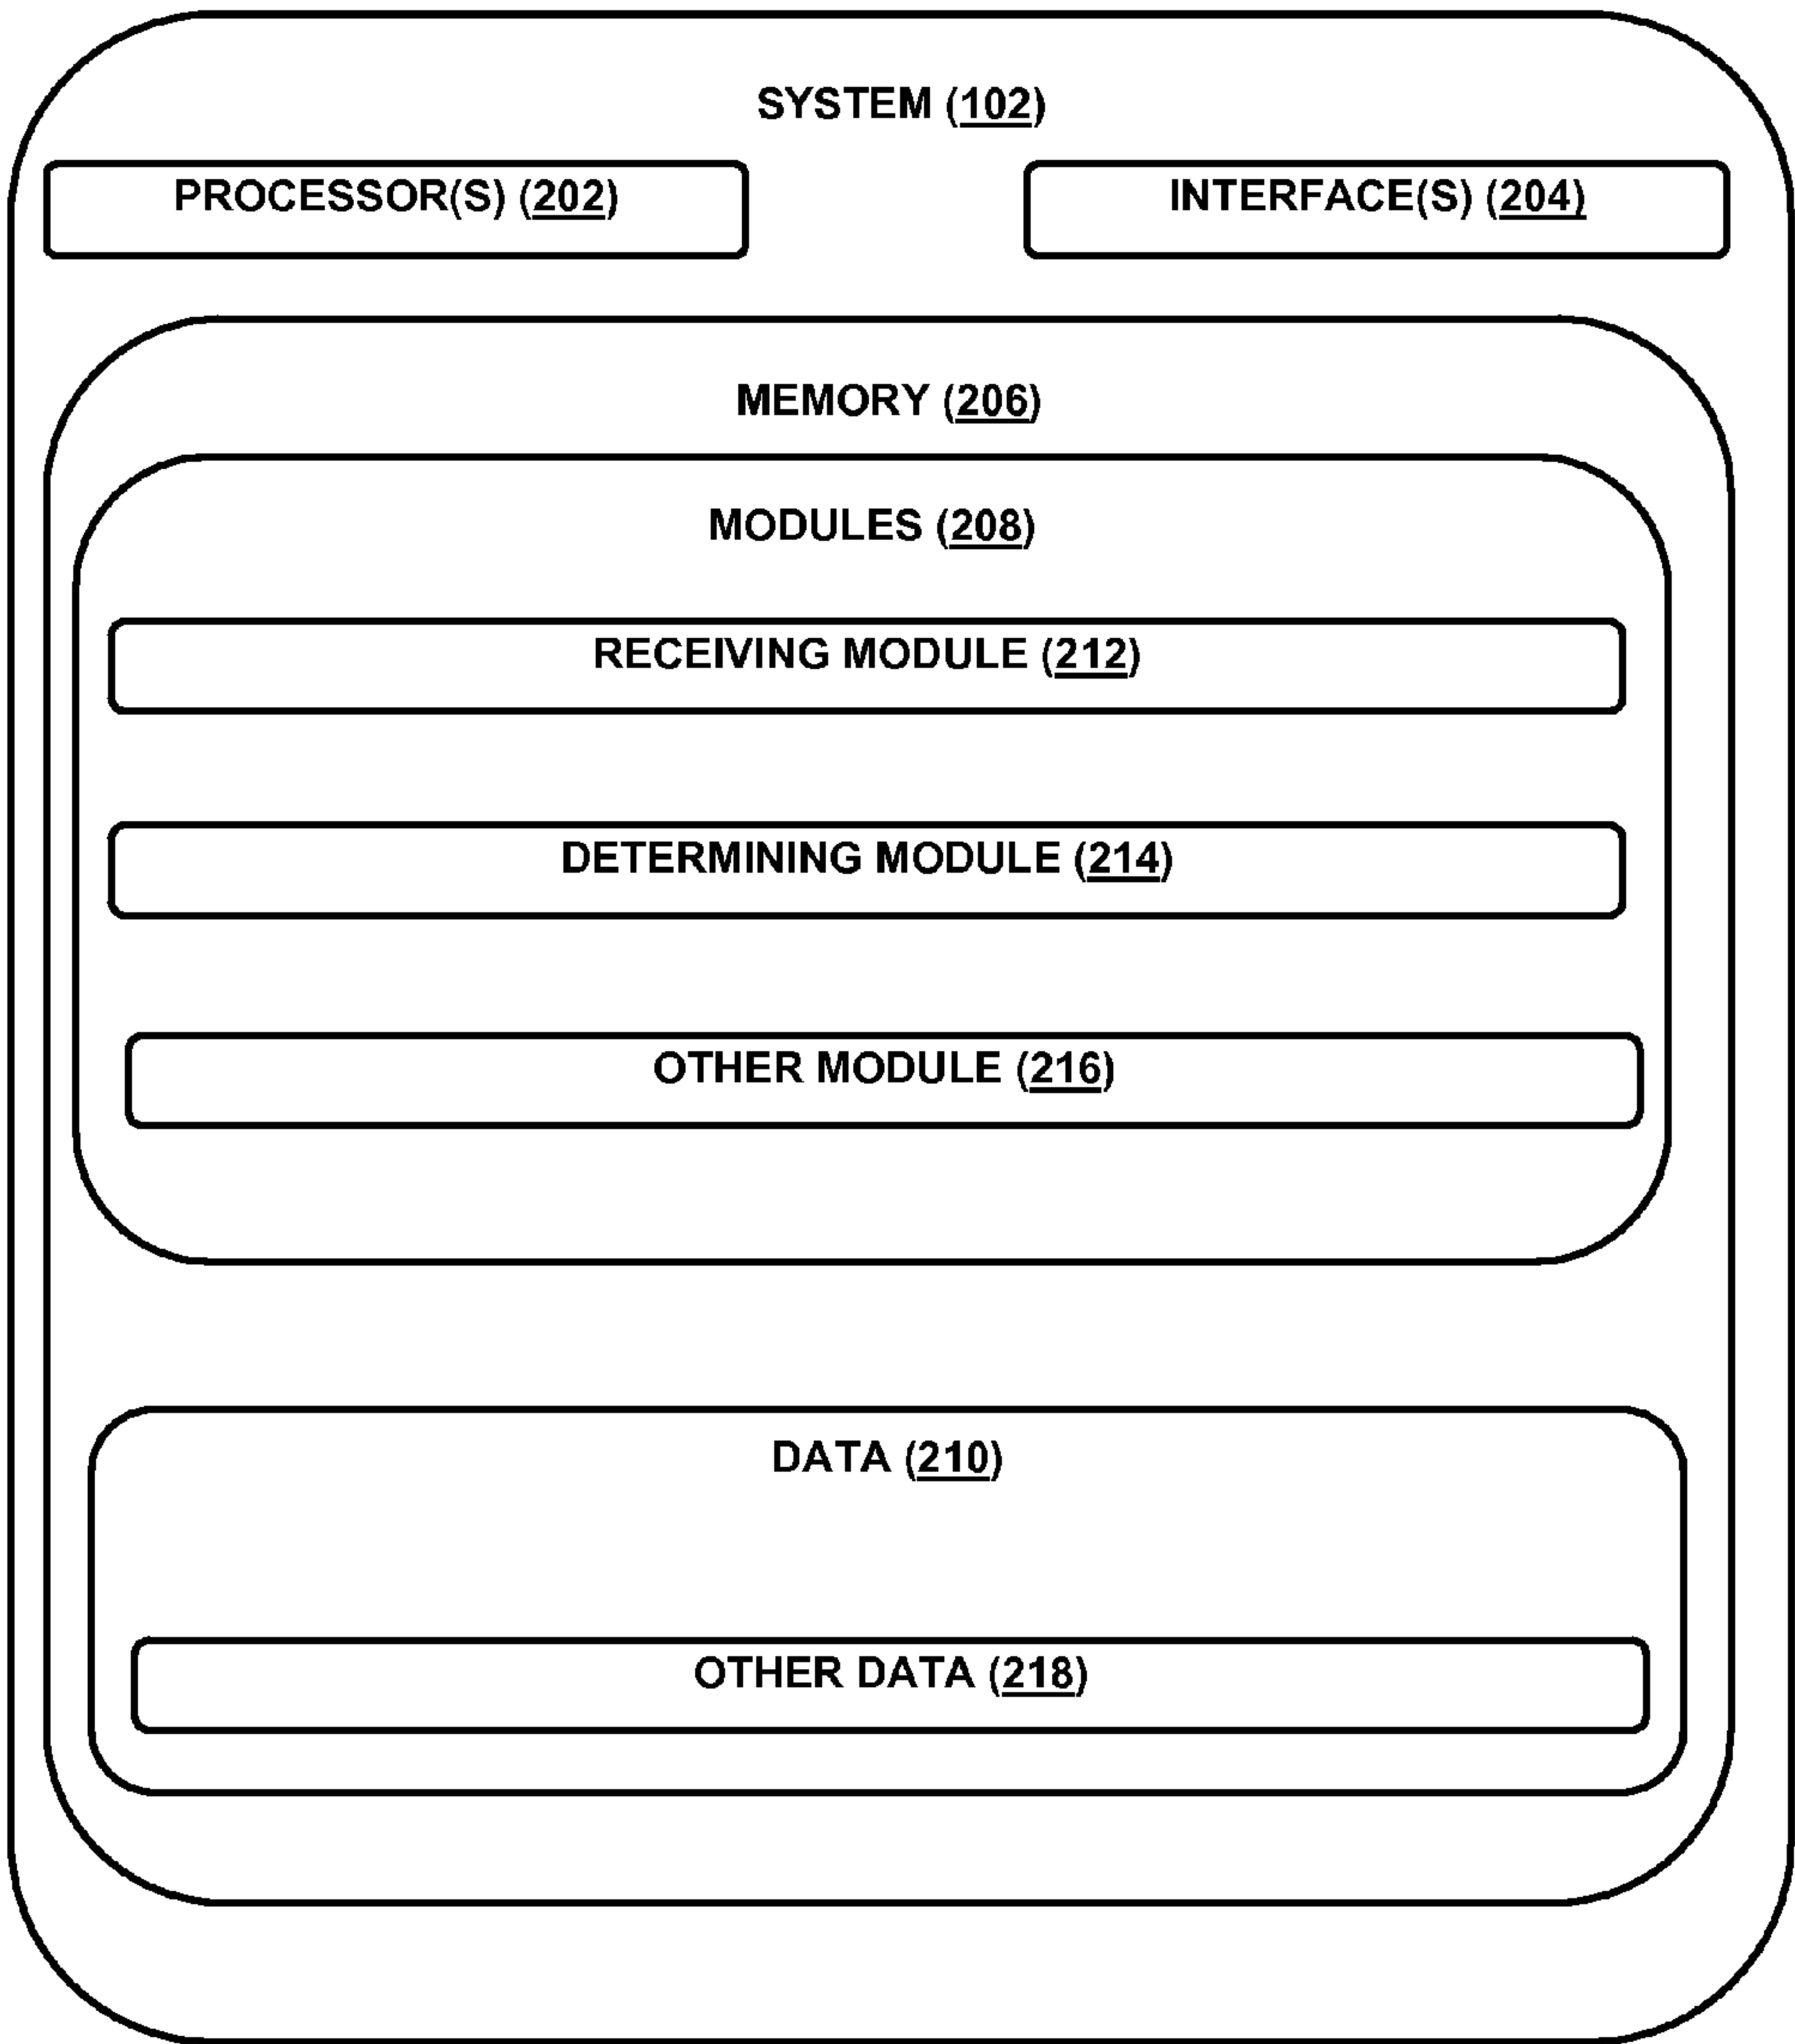 SYSTEM (102)
PROCESSOR(S) (202)
INTERFACE(S) (204)
MEMORY (206)
MODULES (208)
RECEIVING MODULE (212)
DETERMINING MODULE (214)
OTHER MODULE (216)
DATA (210)
OTHER DATA (218)